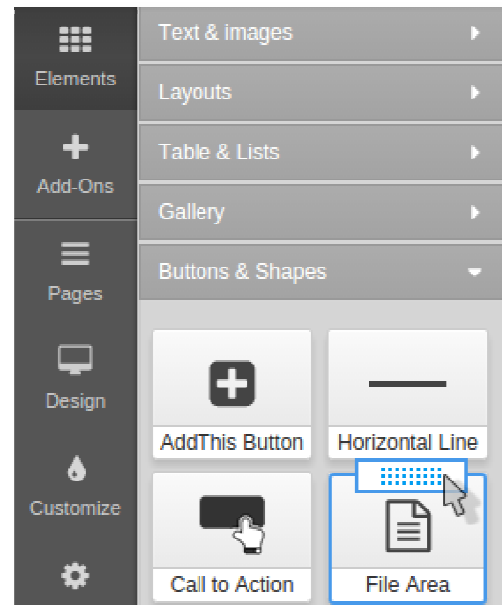 Elements
Add-Ons
Pages
Design
Customize
Text & images
Layouts
Table & Lists
Gallery
Buttons & Shapes
AddThis Button
Horizontal Line
Call to Action
File Area